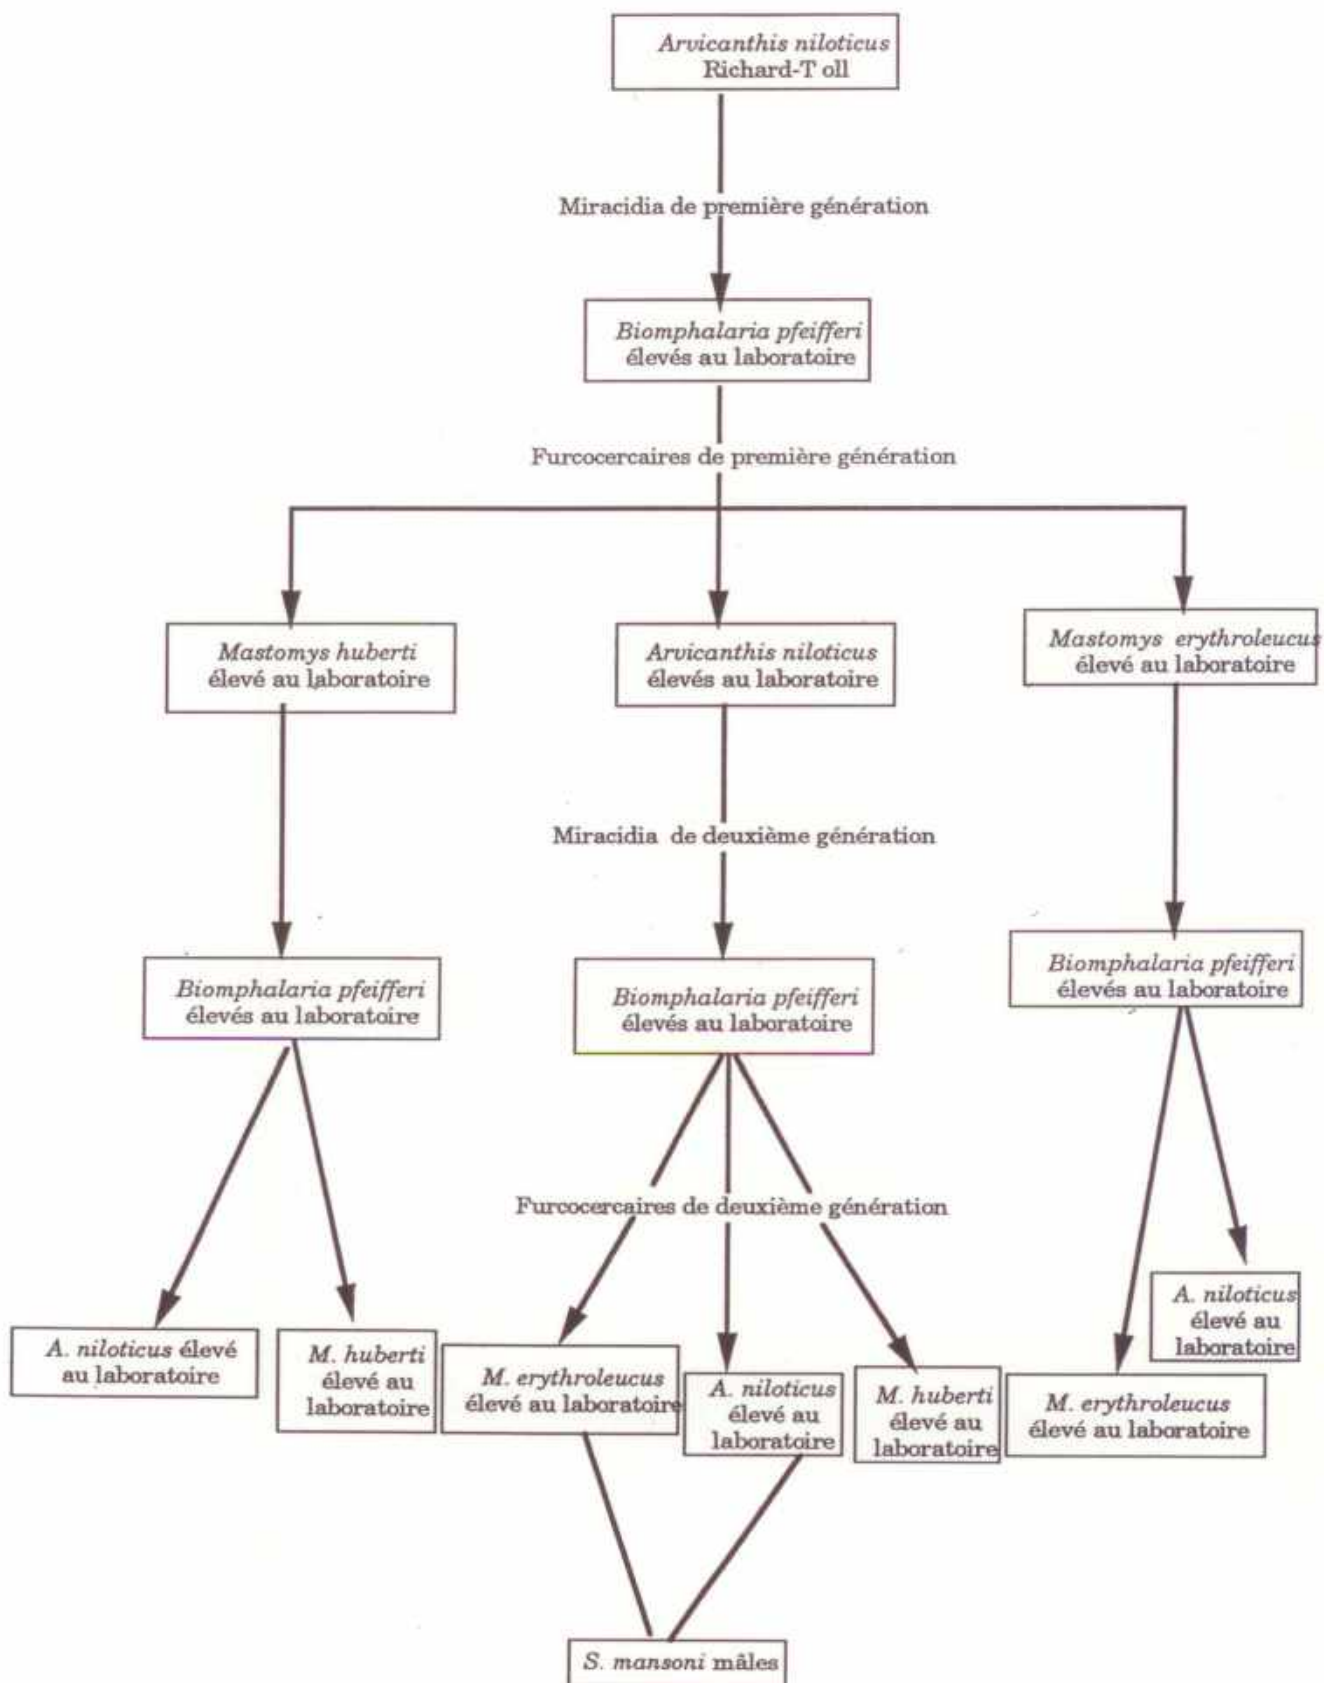 Arvicanthis niloticus
Richard-T oll
Miracidia de première génération
Biomphalaria pfeifferi
élevés au laboratoire
Furcocercaires de première génération
Mastomys huberti
élevé au laboratoire
Arvicanthis niloticus
élevés au laboratoire
Mastomys erythroleucus
élevé au laboratoire
Miracidia de deuxième génération
Biomphalaria pfeifferi
élevés au laboratoire
Biomphalaria pfeifferi
élevés au laboratoire
Biomphalaria pfeifferi
élevés au laboratoire
Furcocercaires de deuxième génération
A. niloticus élevé
au laboratoire
M. huberti
élevé au
laboratoire
M. erythroleucus
élevé au laboratoire
A. niloticus
élevé au
laboratoire
M. huberti
élevé au
laboratoire
M. erythroleucus
élevé au laboratoire
A. niloticus
élevé au
laboratoire
S. mansoni mâles